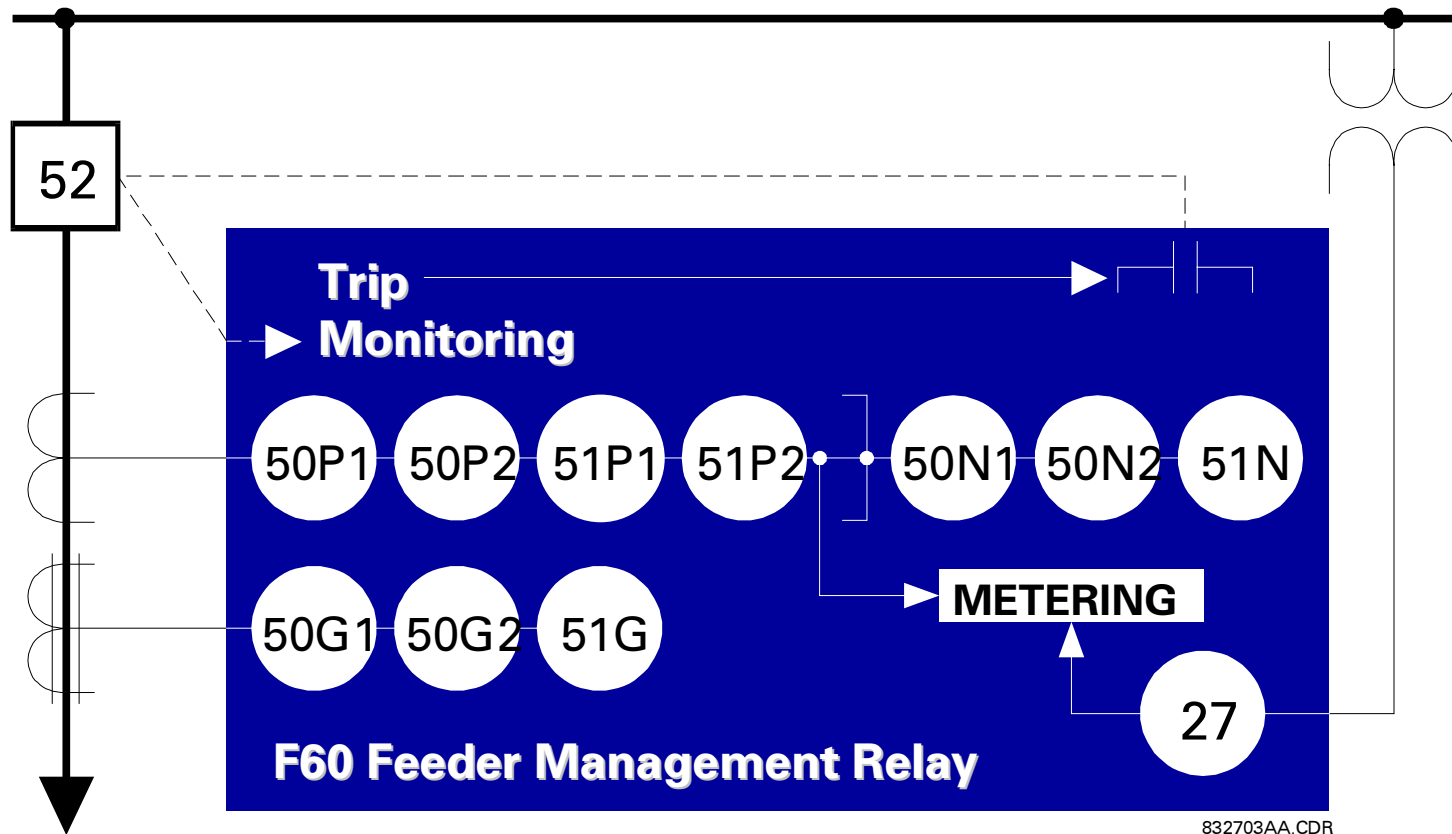 52
Trip
Monitoring
50P1 50P2 51P1 51P2 50N1 50N2 51N
METERING
50G1 50G2 51G
27
F60 Feeder Management Relay
832703AA.CDR